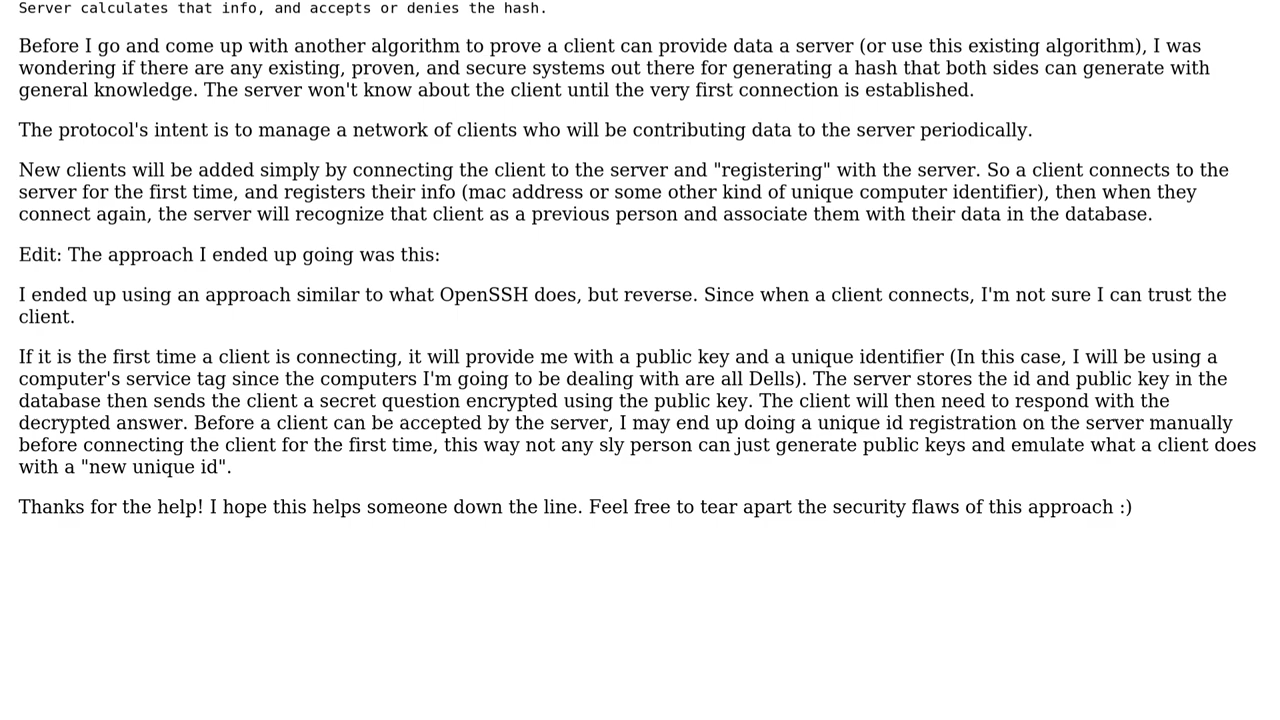 Server calculates that info, and accepts or denies the hash.
Before I go and come up with another algorithm to prove a client can provide data a server (or use this existing algorithm), I was
wondering if there are any existing, proven, and secure systems out there for generating a hash that both sides can generate with
general knowledge. The server won't know about the client until the very first connection is established.
The protocol's intent is to manage a network of clients who will be contributing data to the server periodically.
New clients will be added simply by connecting the client to the server and "registering" with the server. So a client connects to the
server for the first time, and registers their info (mac address or some other kind of unique computer identifier), then when they
connect again, the server will recognize that client as a previous person and associate them with their data in the database.
Edit: The approach I ended up going was this:
I ended up using an approach similar to what OpenSSH does, but reverse. Since when a client connects, I'm not sure I can trust the
client.
If it is the first time a client is connecting, it will provide me with a public key and a unique identifier (In this case, I will be using a
computer's service tag since the computers I'm going to be dealing with are all Dells). The server stores the id and public key in the
database then sends the client a secret question encrypted using the public key. The client will then need to respond with the
decrypted answer. Before a client can be accepted by the server, I may end up doing a unique id registration on the server manually
before connecting the client for the first time, this way not any sly person can just generate public keys and emulate what a client does
with a "new unique id".
Thanks for the help! I hope this helps someone down the line. Feel free to tear apart the security flaws of this approach :)